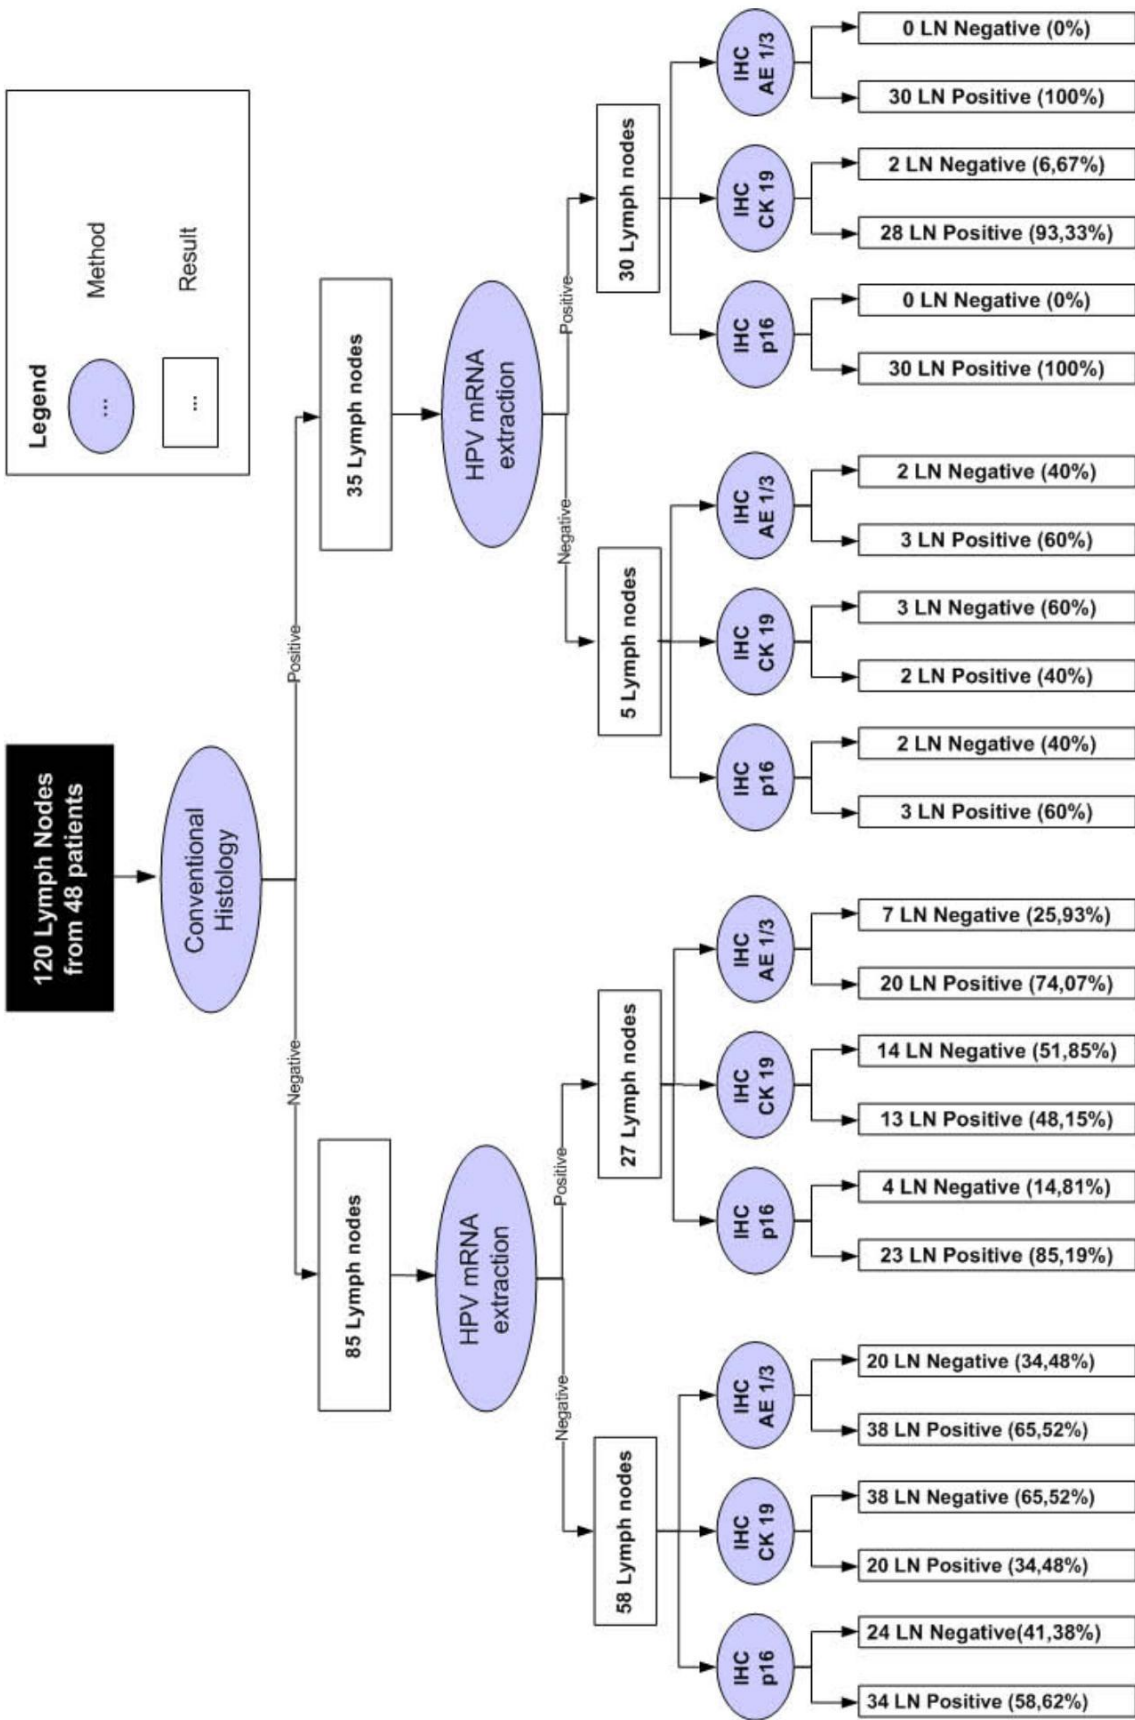 120 Lymph Nodes
from 48 patients
Legend
...
Method
...
Result
Conventional
Histology
Negative
Positive
85 Lymph nodes
35 Lymph nodes
HPV mRNA
extraction
HPV mRNA
extraction
Negative
Positive
Negative
Positive
58 Lymph nodes
27 Lymph nodes
5 Lymph nodes
30 Lymph nodes
IHC
p16
IHC
CK 19
IHC
AE 1/3
IHC
p16
IHC
CK 19
IHC
AE 1/3
IHC
p16
IHC
CK 19
IHC
AE 1/3
IHC
p16
IHC
CK 19
IHC
AE 1/3
34 LN Positive (58,62%)
24 LN Negative(41,38%)
20 LN Positive (34,48%)
38 LN Negative (65,52%)
38 LN Positive (65,52%)
20 LN Negative (34,48%)
23 LN Positive (85,19%)
4 LN Negative (14,81%)
13 LN Positive (48,15%)
14 LN Negative (51,85%)
20 LN Positive (74,07%)
7 LN Negative (25,93%)
3 LN Positive (60%)
2 LN Negative (40%)
2 LN Positive (40%)
3 LN Negative (60%)
3 LN Positive (60%)
2 LN Negative (40%)
30 LN Positive (100%)
0 LN Negative (0%)
28 LN Positive (93,33%)
2 LN Negative (6,67%)
30 LN Positive (100%)
0 LN Negative (0%)